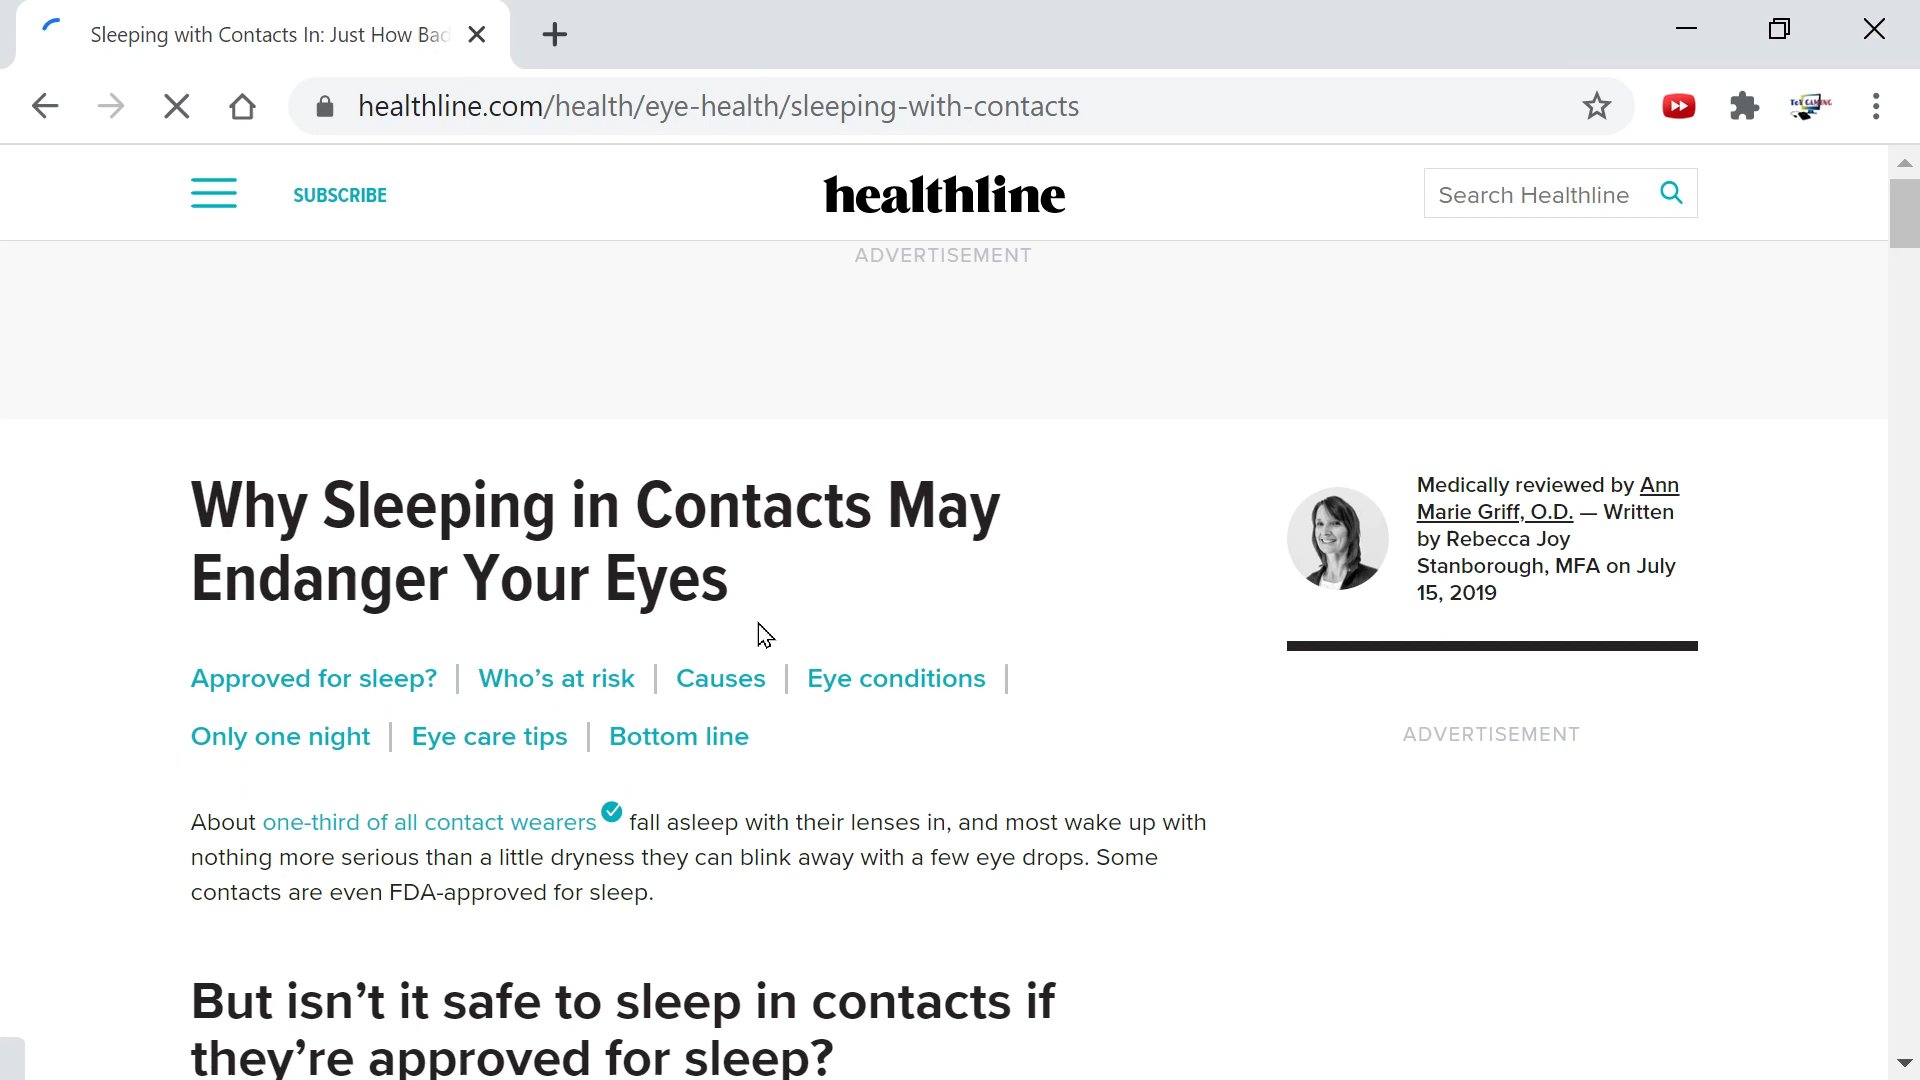 Sleeping with Contacts In: Just How Bad
healthline.com/health/eye-health/sleeping-with-contacts
SUBSCRIBE
healthline
Search Healthline
ADVERTISEMENT
Why Sleeping in Contacts May
Endanger Your Eyes
Medically reviewed by Ann
Marie Griff, O.D. — Written
by Rebecca Joy
Stanborough, MFA on July
15, 2019
Approved for sleep?
Who’s at risk
Causes
Eye conditions
Only one night
Eye care tips
Bottom line
ADVERTISEMENT
About one-third of all contact wearers fall asleep with their lenses in, and most wake up with
nothing more serious than a little dryness they can blink away with a few eye drops. Some
contacts are even FDA-approved for sleep.
But isn’t it safe to sleep in contacts if
they’re approved for sleep?